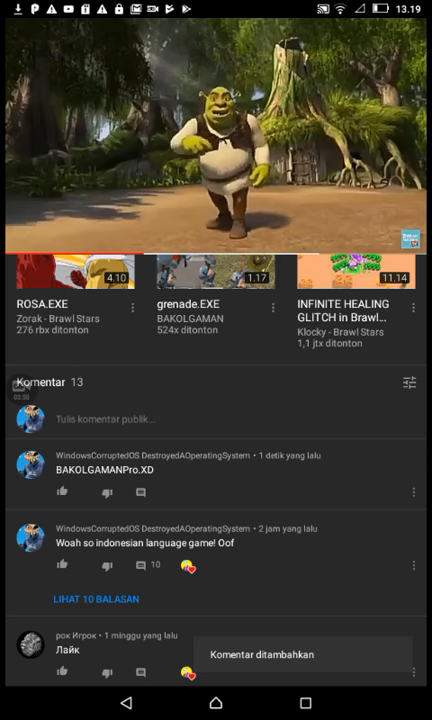 13.19
4.10
1.17
11.14
ROSA.EXE
Zorak - Brawl Stars
276 rbx ditonton
grenade.EXE
BAKOLGAMAN
524x ditonton
INFINITE HEALING
GLITCH in Brawl...
Klocky - Brawl Stars
1,1 jtx ditonton
Komentar 13
03:50
Tulis komentar publik...
WindowsCorruptedOS DestroyedAOperatingSystem • 1 detik yang lalu
BAKOLGAMANPro.XD
WindowsCorruptedOS DestroyedAOperatingSystem • 2 jam yang lalu
Woah so indonesian language game! Oof
10
LIHAT 10 BALASAN
рок Игрок • 1 minggu yang lalu
Лайк
Komentar ditambahkan